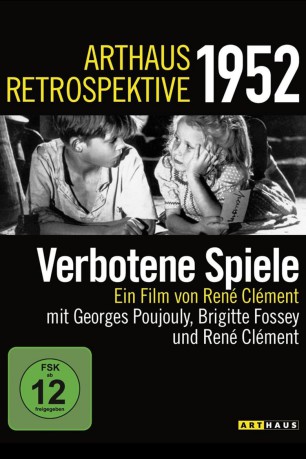 ARTHAUS
RETROSPEKTIVE
1952
Verbotene Spiele
Ein Film von René Clément
mit Georges Poujouly, Brigitte Fossey
und René Clément
FSK
ab
12
freigegeben
ARTHAUS